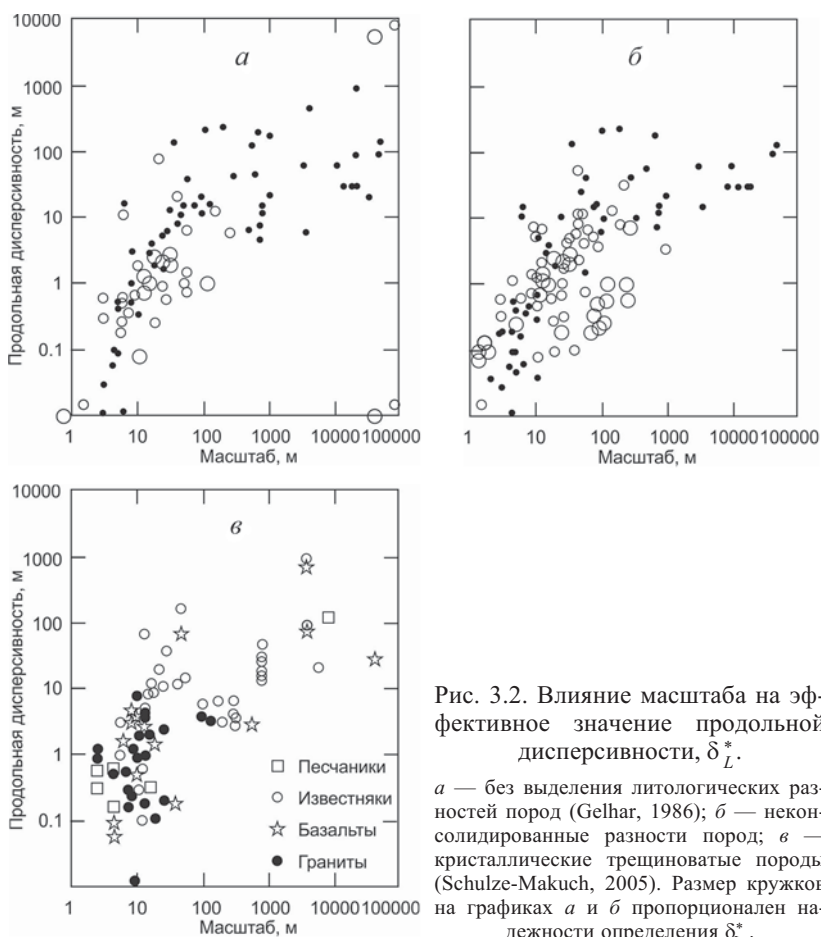 а
10000
1000
100
10
1
0.1
Продольная дисперсивность, м
1 10 100 1000 10000100000
Масштаб, м
б
1 10 100 1000 10000 100000
Масштаб, м
в
10000
1000
100
10
1
0.1
Продольная дисперсивность, м
Песчаники
Известняки
Базальты
Граниты
1 10 100 1000 10000 100000
Масштаб, м
Рис. 3.2. Влияние масштаба на эф-
фективное значение продольной
дисперсивности, δ*L.
а — без выделения литологических раз-
ностей пород (Gelhar, 1986); б — некон-
солидированные разности пород; в —
кристаллические трещиноватые породы
(Schulze-Makuch, 2005). Размер кружков
на графиках а и б пропорционален на-
дежности определения δ*